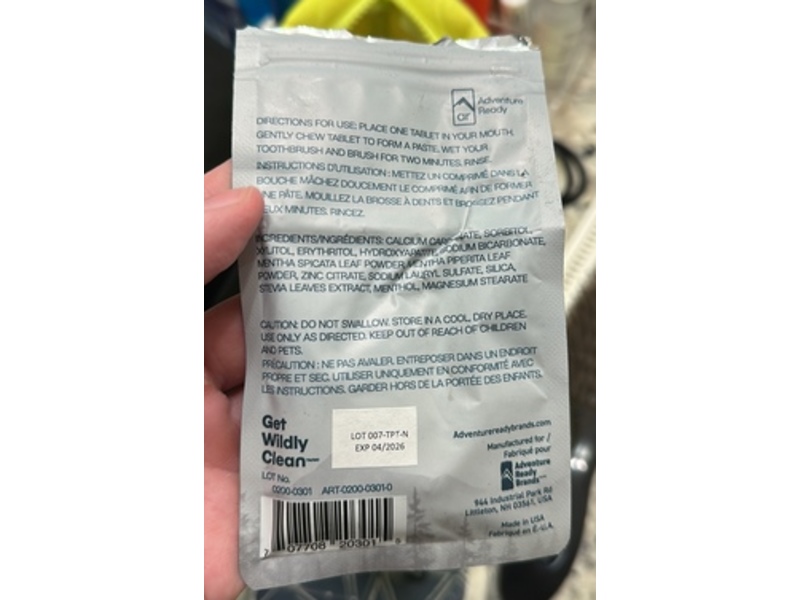 ar
Adventure
Ready
DIRECTIONS FOR USE: PLACE ONE TABLET IN YOUR MOUTH.
GENTLY CHEW TABLET TO FORM A PASTE. WET YOUR
TOOTHBRUSH AND BRUSH FOR TWO MINUTES. RINSE.
INSTRUCTIONS D'UTILISATION : METTEZ UN COMPRIMÉ DANS LA
BOUCHE MÂCHEZ DOUCEMENT LE COMPRIMÉ AFIN DE FORMER
UNE PÂTE. MOUILLEZ LA BROSSE À DENTS ET BROSSEZ PENDANT
DEUX MINUTES. RINCEZ.
INGREDIENTS/INGRÉDIENTS: CALCIUM CARBONATE, SORBITOL,
XYLITOL, ERYTHRITOL, HYDROXYAPATITE, SODIUM BICARBONATE,
MENTHA SPICATA LEAF POWDER, MENTHA PIPERITA LEAF
POWDER, ZINC CITRATE, SODIUM LAURYL SULFATE, SILICA,
STEVIA LEAVES EXTRACT, MENTHOL, MAGNESIUM STEARATE
CAUTION: DO NOT SWALLOW. STORE IN A COOL, DRY PLACE.
USE ONLY AS DIRECTED. KEEP OUT OF REACH OF CHILDREN
AND PETS.
PRÉCAUTION : NE PAS AVALER. ENTREPOSER DANS UN ENDROIT
PROPRE ET SEC. UTILISER UNIQUEMENT EN CONFORMITÉ AVEC
LES INSTRUCTIONS. GARDER HORS DE LA PORTÉE DES ENFANTS.
Get
Wildly
Clean
LOT 007-TPT-N
EXP 04/2026
LOT No.
0200-0301 ART-0200-0301-0
7 07708 20301 9
Adventurereadybrands.com
Manufactured for /
Fabriqué pour
Adventure
Ready
Brands
944 Industrial Park Rd
Littleton, NH 03561, USA
Made in USA
Fabriqué en É.-U.A.